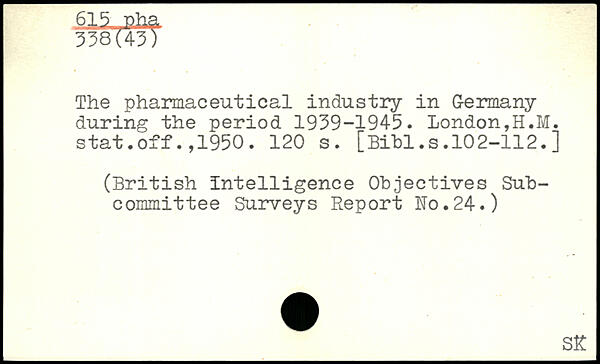 615 pha
338(43)
The pharmaceutical industry in Germany
during the period 1939-1945. London,H.M.
stat.off.,1950. 120 s. [Bibl.s.102-112.]
(British Intelligence Objectives Sub-
committee Surveys Report No.24.)
SK